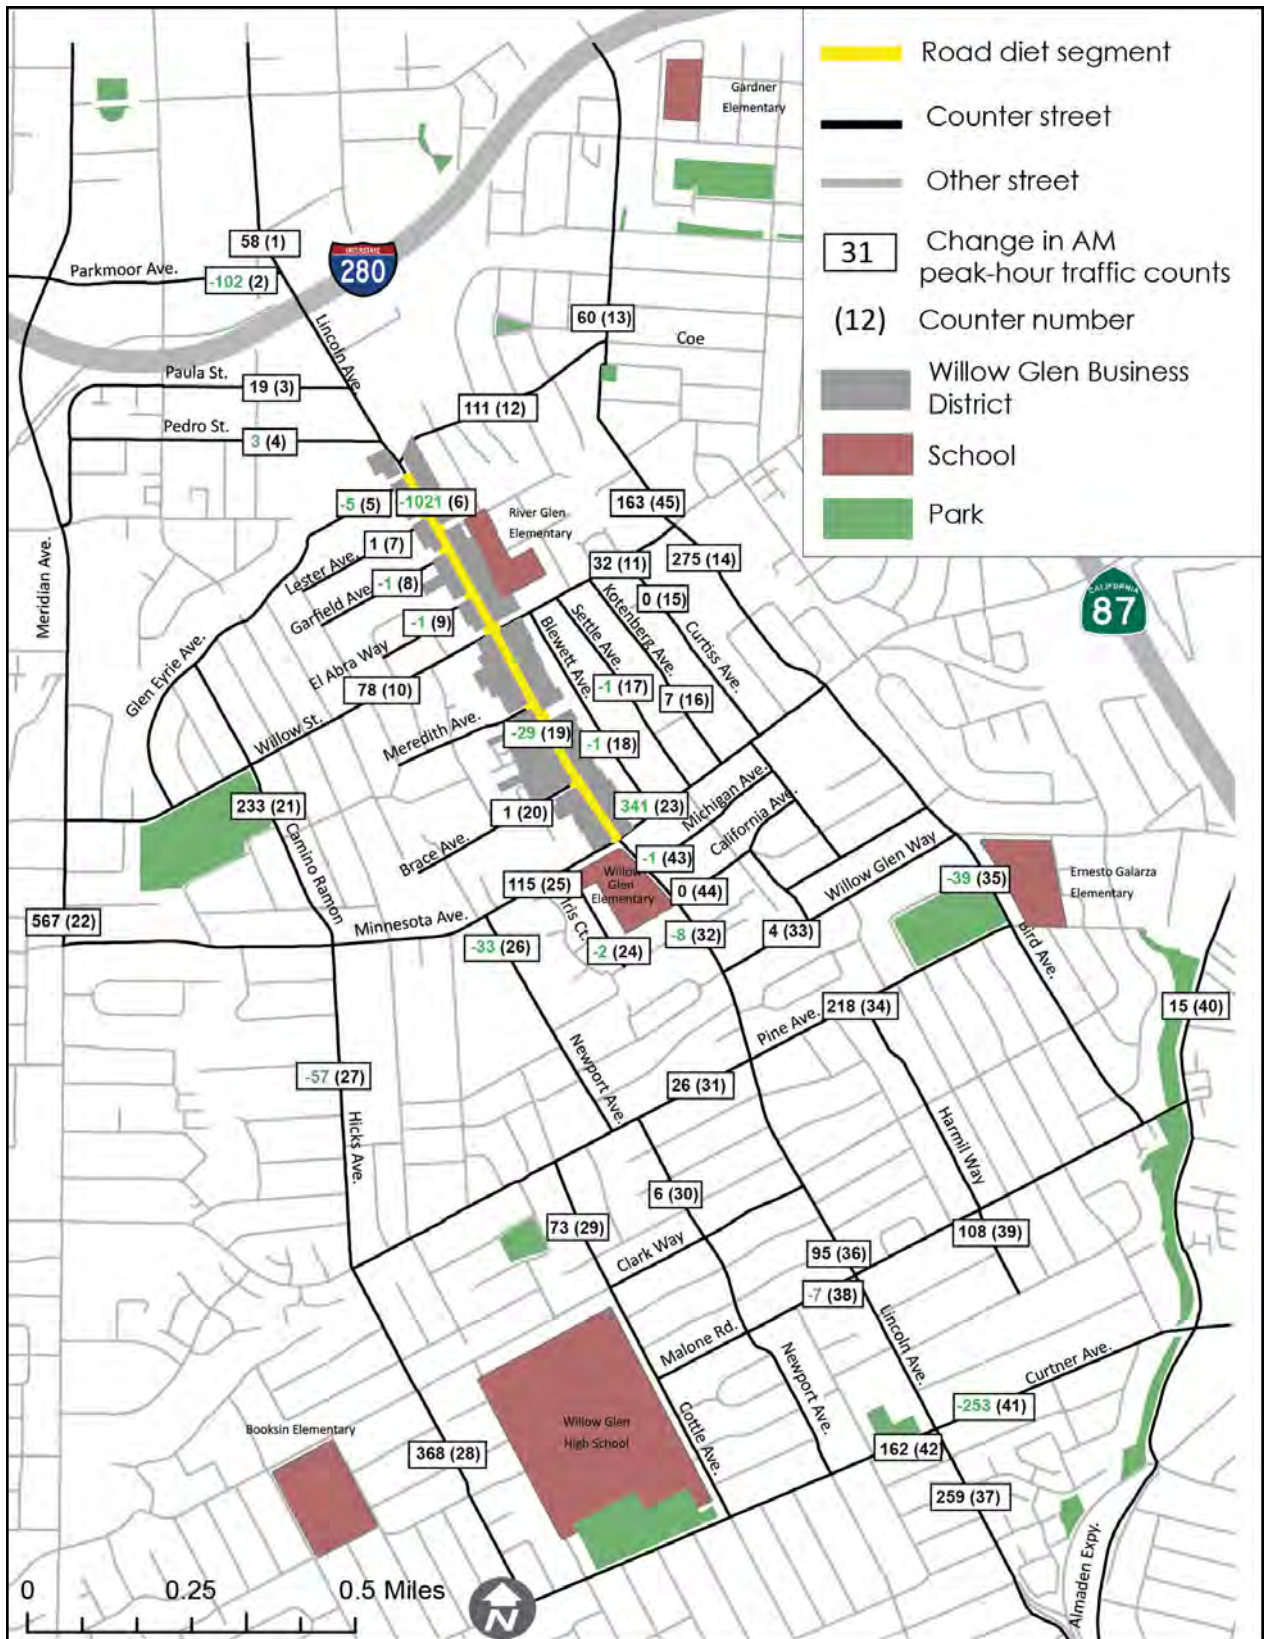 Gardner
Elementary
Road diet segment
Counter street
Other street
31
Change in AM
peak-hour traffic counts
(12)
Counter number
Willow Glen Business
District
School
Park
58 (1)
INTERSTATE
280
Parkmoor Ave.
-102 (2)
Lincoln Ave.
60 (13)
Coe
Paula St.
19 (3)
111 (12)
Pedro St.
3 (4)
-5 (5)
-1021 (6)
163 (45)
River Glen
Elementary
1 (7)
32 (11)
275 (14)
Lester Ave.
-1 (8)
0 (15)
CALIFORNIA
87
Meridian Ave.
Garfield Ave.
-1 (9)
Blewett Ave.
Settle Ave.
Kotenberg Ave.
Curtiss Ave.
El Abra Way
Glen Eyrie Ave.
78 (10)
-1 (17)
7 (16)
Willow St.
Meredith Ave.
-29 (19)
-1 (18)
233 (21)
1 (20)
341 (23)
Michigan Ave.
California Ave.
Camino Ramon
Brace Ave.
-1 (43)
Willow Glen Way
Willow
Glen
Elementary
115 (25)
0 (44)
-39 (35)
Ernesto Galarza
Elementary
567 (22)
Minnesota Ave.
Iris Ct.
-33 (26)
-2 (24)
-8 (32)
4 (33)
Bird Ave.
218 (34)
15 (40)
Pine Ave.
Newport Ave.
-57 (27)
26 (31)
Hicks Ave.
Harmil Way
6 (30)
73 (29)
108 (39)
Clark Way
95 (36)
-7 (38)
Lincoln Ave.
Malone Rd.
Newport Ave.
Curtner Ave.
-253 (41)
Cottle Ave.
Booksin Elementary
Willow Glen
High School
368 (28)
162 (42)
259 (37)
Almaden Expy.
0 0.25 0.5 Miles
N